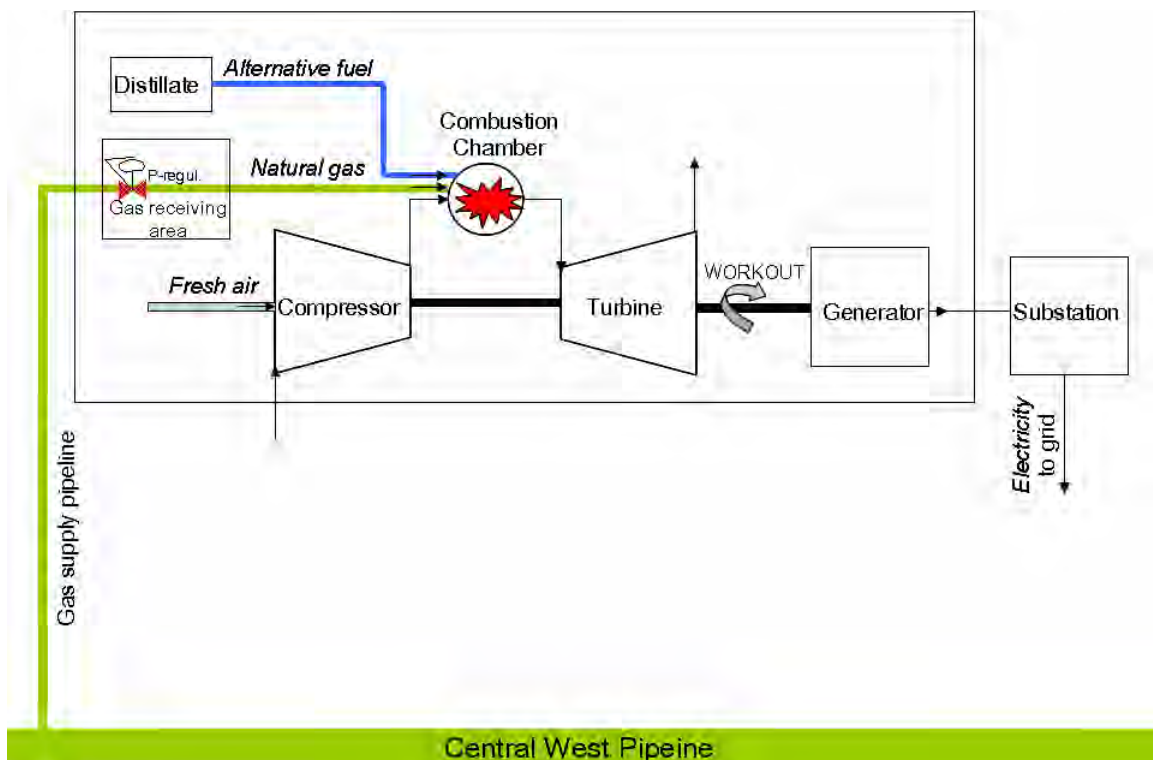 Alternative fuel
Distillate
Combustion
Chamber
Natural gas
P-regul.
Gas receiving
area
Fresh air
Compressor
Turbine
WORKOUT
Generator
Substation
Electricity
to grid
Gas supply pipeline
Central West Pipeine